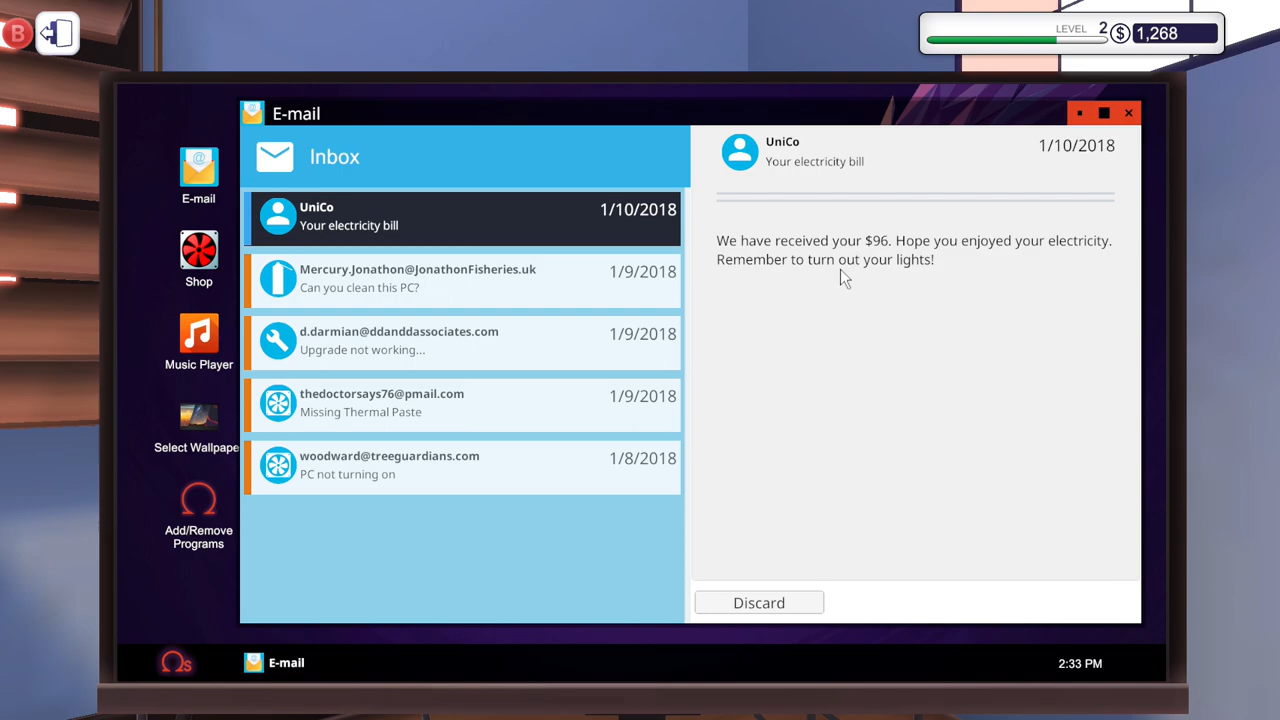 B
LEVEL 2
$ 1,268
E-mail
Inbox
UniCo
Your electricity bill
1/10/2018
Mercury.Jonathon@JonathonFisheries.uk
Can you clean this PC?
1/9/2018
d.darmian@ddanddassociates.com
Upgrade not working...
1/9/2018
thedoctorsays76@pmail.com
Missing Thermal Paste
1/9/2018
woodward@treeguardians.com
PC not turning on
1/8/2018
UniCo
Your electricity bill
1/10/2018
We have received your $96. Hope you enjoyed your electricity.
Remember to turn out your lights!
Discard
E-mail
Shop
Music Player
Select Wallpape
Add/Remove
Programs
Ωs
E-mail
2:33 PM